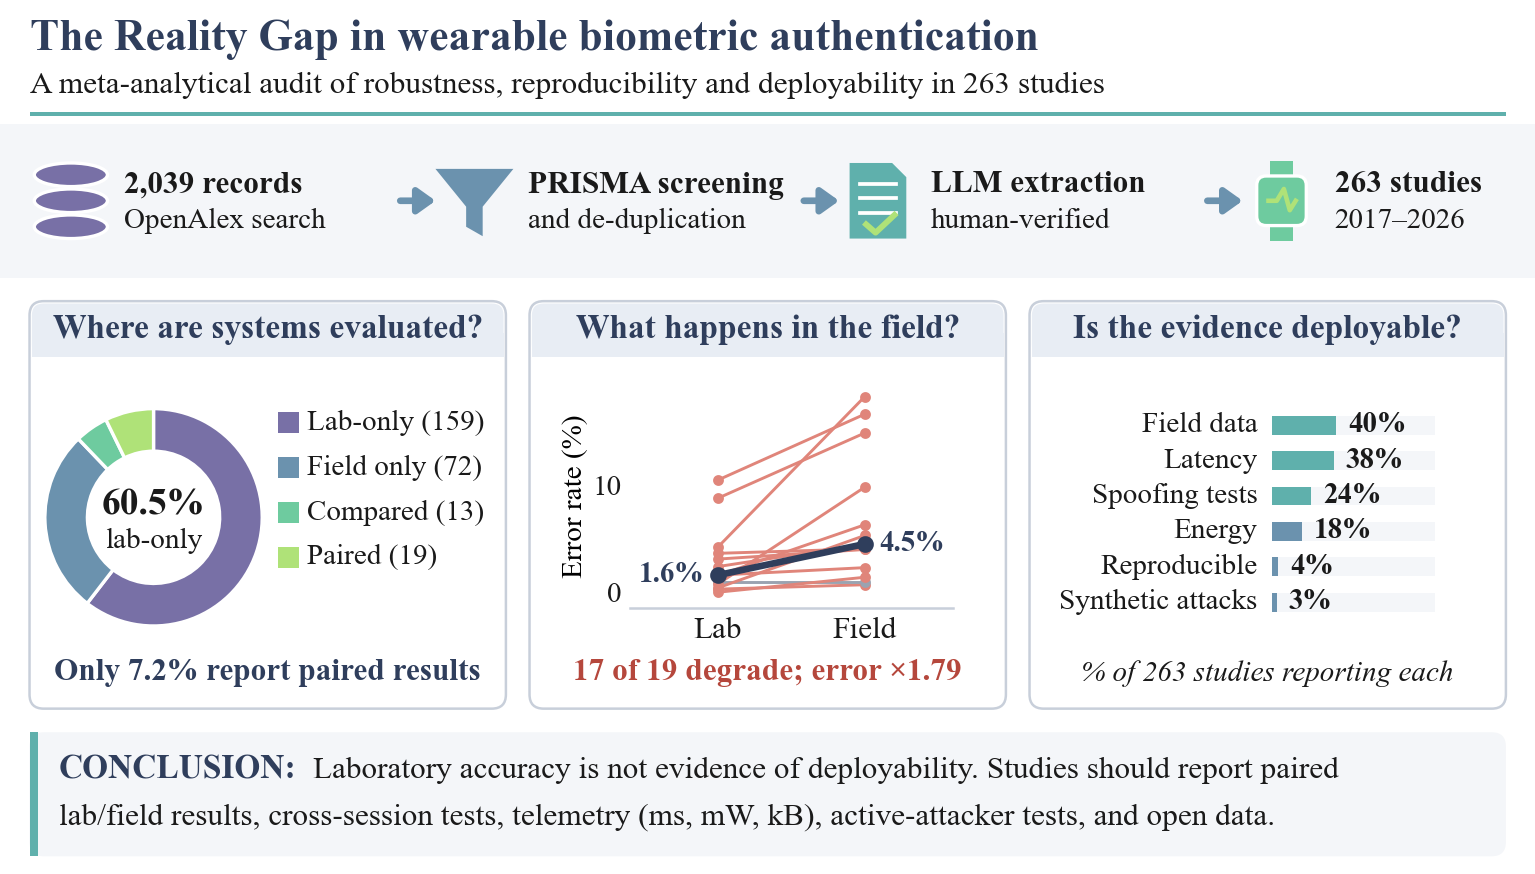 The Reality Gap in wearable biometric authentication
A meta-analytical audit of robustness, reproducibility and deployability in 263 studies
2,039 records
OpenAlex search
PRISMA screening
and de-duplication
LLM extraction
human-verified
263 studies
2017–2026
Where are systems evaluated?
60.5%
lab-only
Lab-only (159)
Field only (72)
Compared (13)
Paired (19)
Only 7.2% report paired results
What happens in the field?
Error rate (%)
10
0
1.6%
4.5%
Lab
Field
17 of 19 degrade; error ×1.79
Is the evidence deployable?
Field data 40%
Latency 38%
Spoofing tests 24%
Energy 18%
Reproducible 4%
Synthetic attacks 3%
% of 263 studies reporting each
CONCLUSION: Laboratory accuracy is not evidence of deployability. Studies should report paired
lab/field results, cross-session tests, telemetry (ms, mW, kB), active-attacker tests, and open data.